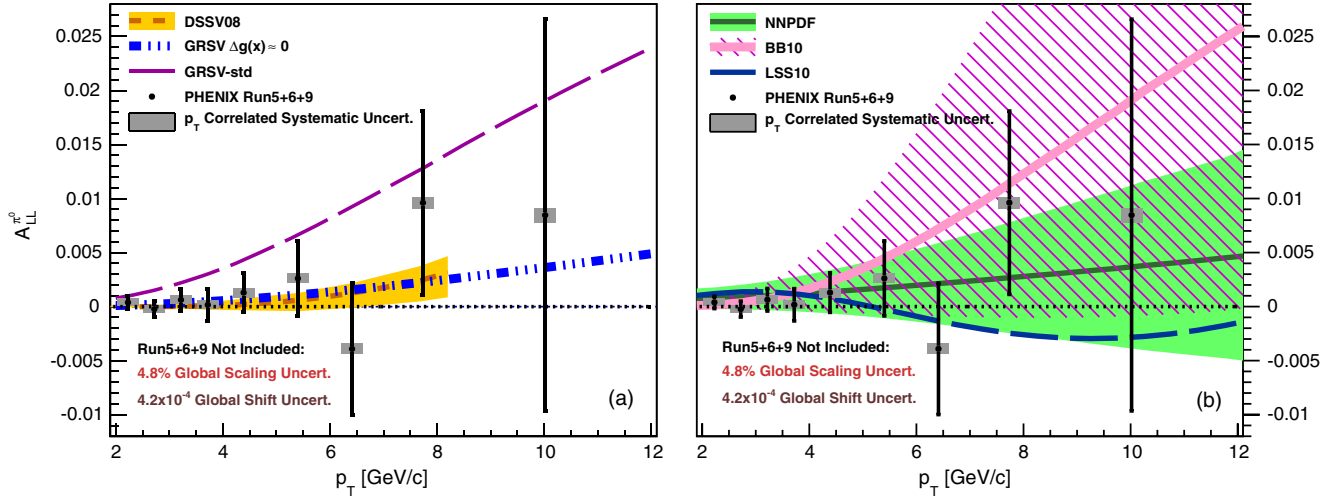 0.025
0.02
0.015
0.01
0.005
0
-0.005
-0.01
A_LL^π⁰
DSSV08
GRSV Δg(x) ≈ 0
GRSV-std
PHENIX Run5+6+9
p_T Correlated Systematic Uncert.
Run5+6+9 Not Included:
4.8% Global Scaling Uncert.
4.2x10⁻⁴ Global Shift Uncert.
(a)
2 4 6 8 10 12
p_T [GeV/c]
NNPDF
BB10
LSS10
PHENIX Run5+6+9
p_T Correlated Systematic Uncert.
Run5+6+9 Not Included:
4.8% Global Scaling Uncert.
4.2x10⁻⁴ Global Shift Uncert.
(b)
0.025
0.02
0.015
0.01
0.005
0
-0.005
-0.01
2 4 6 8 10 12
p_T [GeV/c]